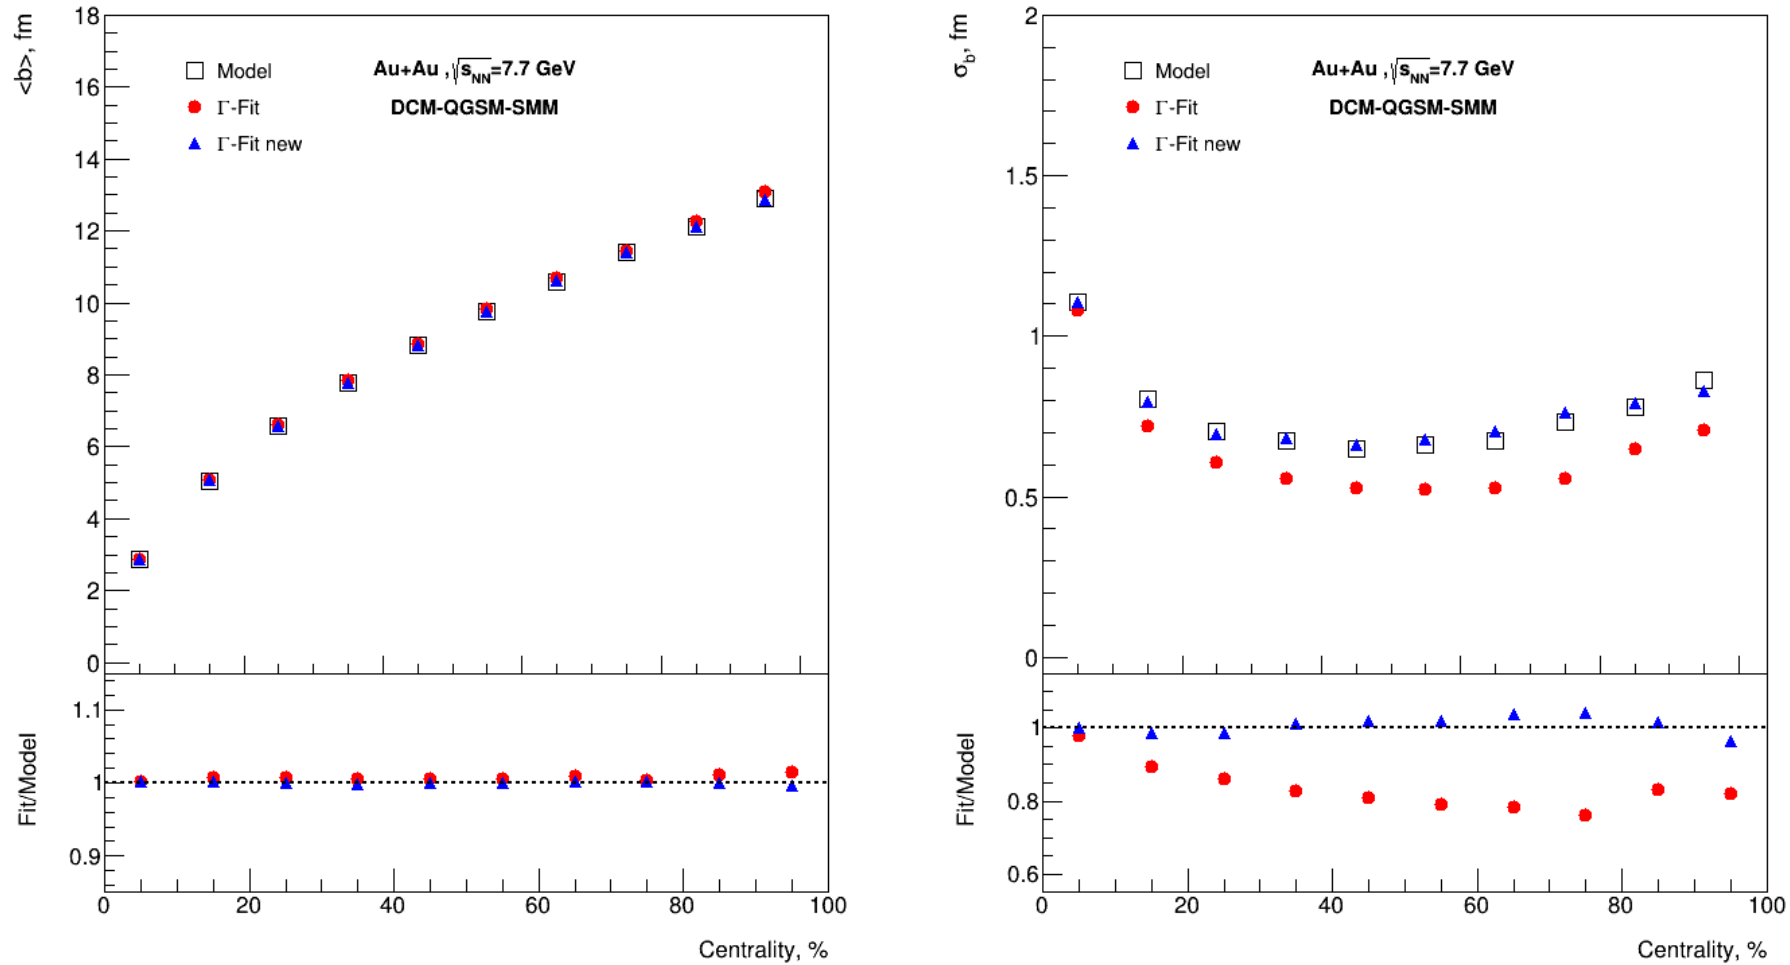 <b>, fm
18
16
14
12
10
8
6
4
2
0
Model
Γ-Fit
Γ-Fit new
Au+Au ,√s_NN=7.7 GeV
DCM-QGSM-SMM
Fit/Model
1.1
1
0.9
0 20 40 60 80 100
Centrality, %
σ_b, fm
2
1.5
1
0.5
0
Model
Γ-Fit
Γ-Fit new
Au+Au ,√s_NN=7.7 GeV
DCM-QGSM-SMM
Fit/Model
1
0.8
0.6
0 20 40 60 80 100
Centrality, %